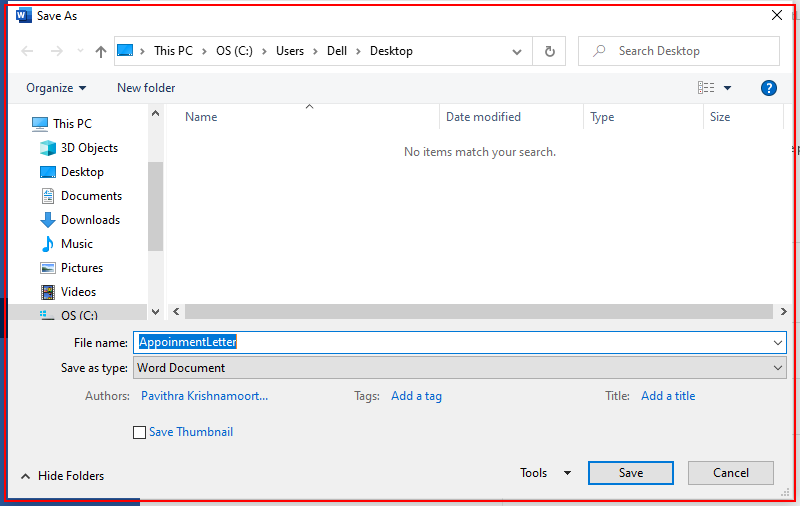 Save As
This PC > OS (C:) > Users > Dell > Desktop
Search Desktop
Organize
New folder
Name Date modified Type Size
No items match your search.
This PC
3D Objects
Desktop
Documents
Downloads
Music
Pictures
Videos
OS (C:)
File name: AppoinmentLetter
Save as type: Word Document
Authors: Pavithra Krishnamoort... Tags: Add a tag Title: Add a title
Save Thumbnail
Hide Folders
Tools Save Cancel